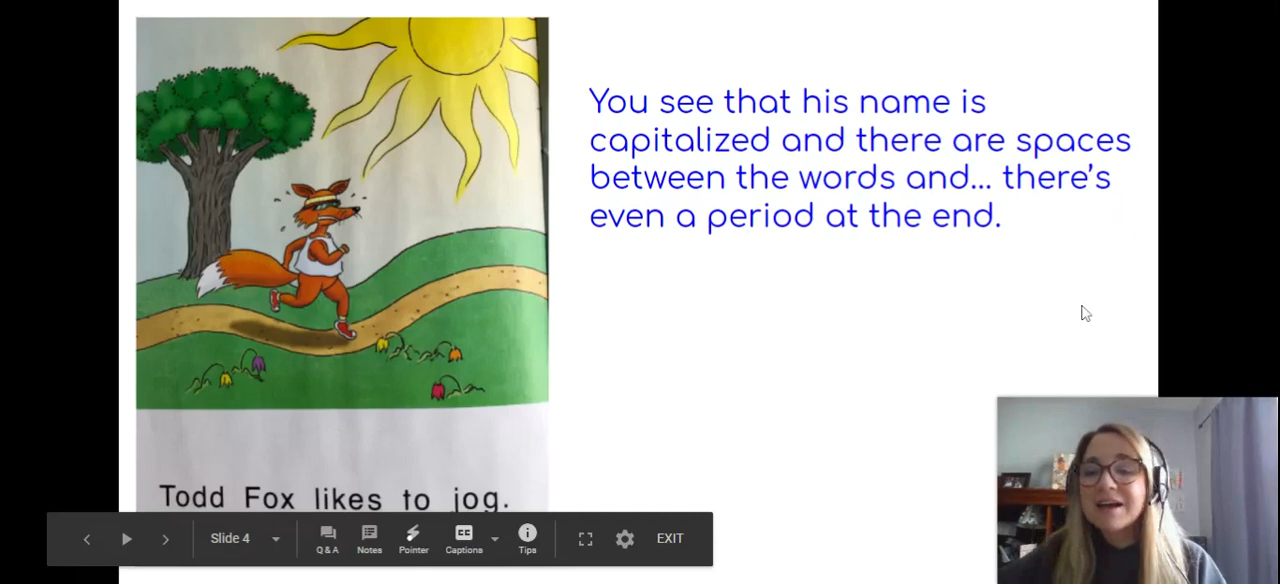 You see that his name is
capitalized and there are spaces
between the words and... there's
even a period at the end.
Todd Fox likes to jog.
Slide 4
Q & A
Notes
Pointer
CC
Captions
Tips
EXIT